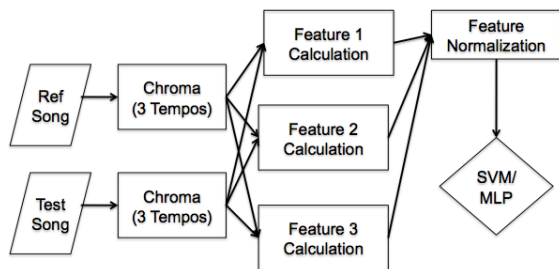 Ref
Song
Chroma
(3 Tempos)
Test
Song
Chroma
(3 Tempos)
Feature 1
Calculation
Feature 2
Calculation
Feature 3
Calculation
Feature
Normalization
SVM/
MLP